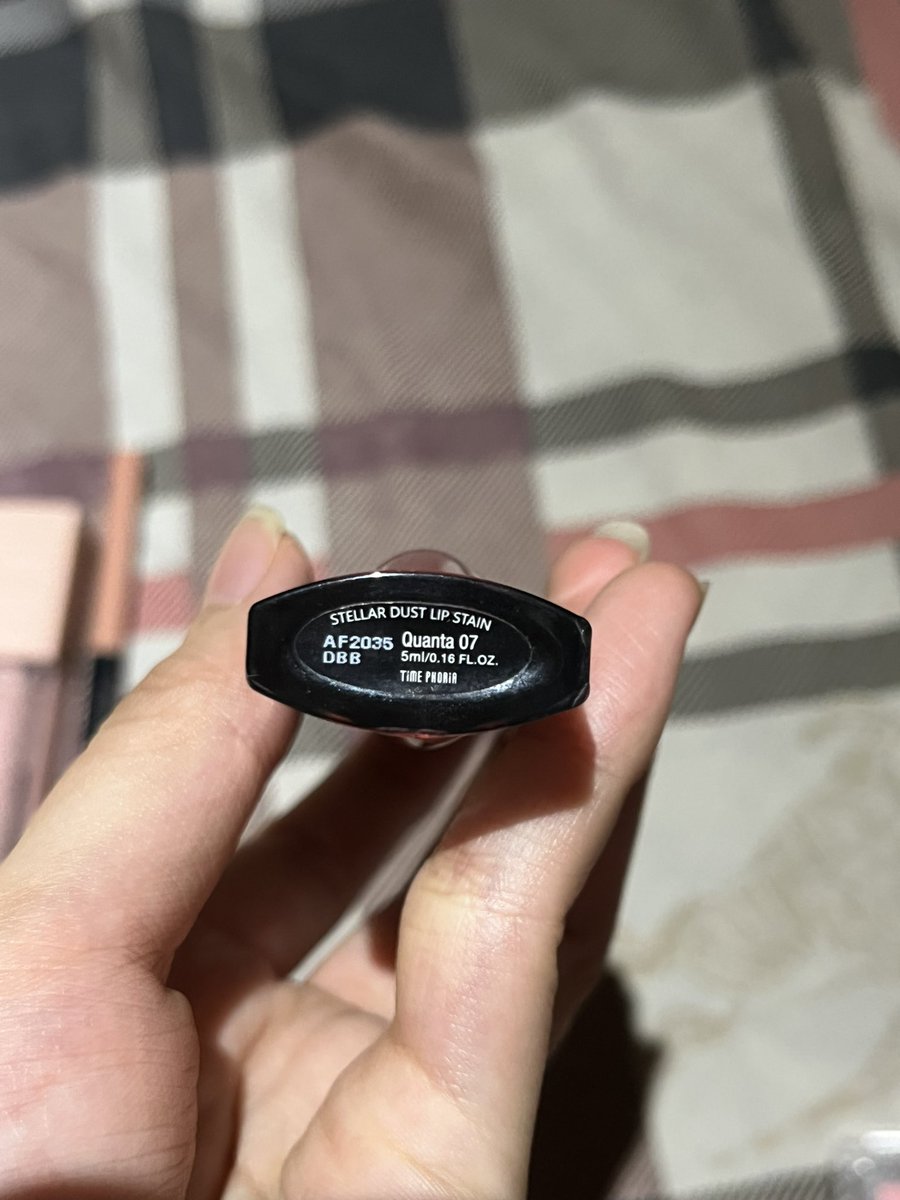 STELLAR DUST LIP STAIN
AF2035 Quanta 07
DBB 5ml/0.16 FL.OZ.
TiME PHORiA